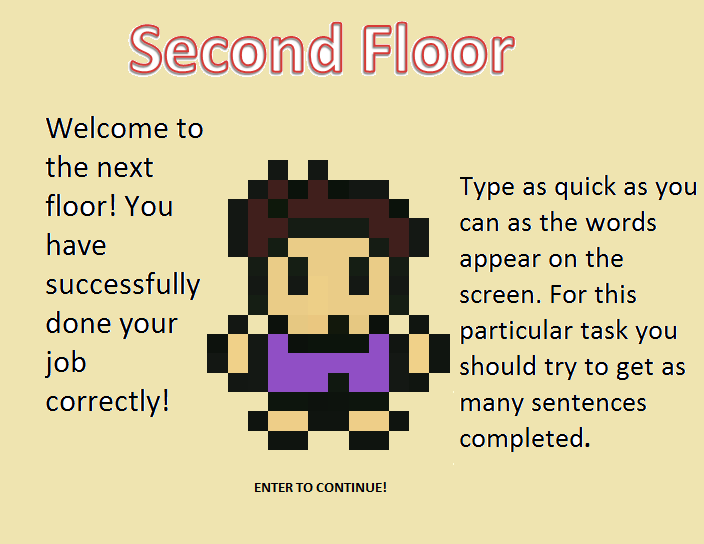 Second Floor
Welcome to
the next
floor! You
have
successfully
done your
job
correctly!
Type as quick as you
can as the words
appear on the
screen. For this
particular task you
should try to get as
many sentences
completed.
ENTER TO CONTINUE!